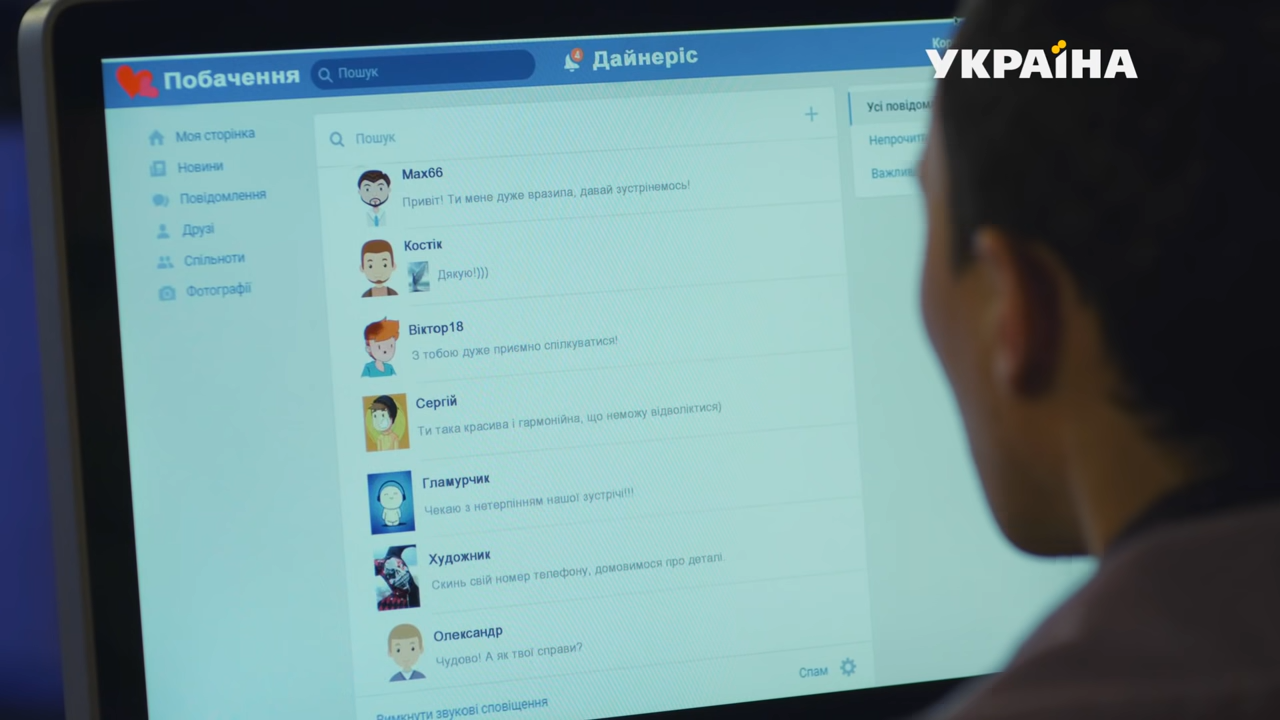 Побачення
Пошук
4
Дайнеріс
УКРАЇНА
Моя сторінка
Новини
Повідомлення
Друзі
Спільноти
Фотографії
Пошук
Max66
Привіт! Ти мене дуже вразила, давай зустрінемось!
Костік
Дякую!)))
Віктор18
З тобою дуже приємно спілкуватися!
Сергій
Ти така красива і гармонійна, що неможу відволіктися)
Гламурчик
Чекаю з нетерпінням нашої зустрічі!!!
Художник
Скинь свій номер телефону, домовимося про деталі
Олександр
Чудово! А як твої справи?
Спам
Вимкнути звукові сповіщення
Усі